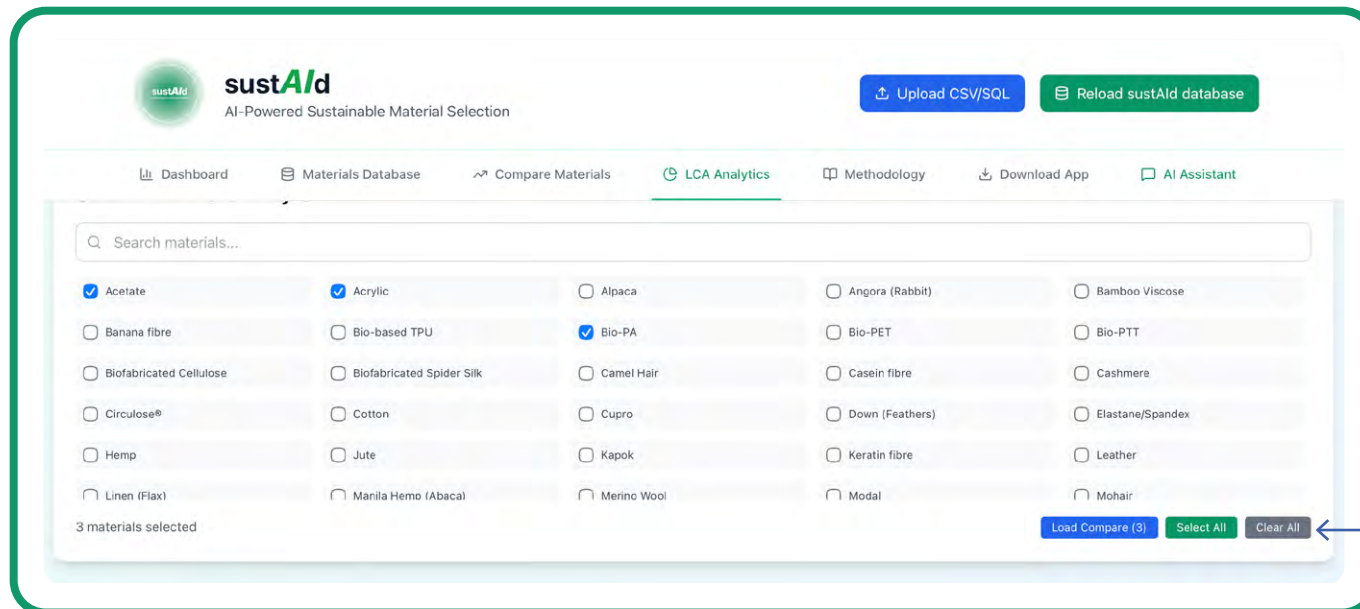 sustAId
sustAId
AI-Powered Sustainable Material Selection
Upload CSV/SQL
Reload sustAId database
Dashboard
Materials Database
Compare Materials
LCA Analytics
Methodology
Download App
AI Assistant
Search materials...
Acetate
Acrylic
Alpaca
Angora (Rabbit)
Bamboo Viscose
Banana fibre
Bio-based TPU
Bio-PA
Bio-PET
Bio-PTT
Biofabricated Cellulose
Biofabricated Spider Silk
Camel Hair
Casein fibre
Cashmere
Circulose®
Cotton
Cupro
Down (Feathers)
Elastane/Spandex
Hemp
Jute
Kapok
Keratin fibre
Leather
Linen (Flax)
Manila Hemp (Abaca)
Merino Wool
Modal
Mohair
3 materials selected
Load Compare (3)
Select All
Clear All